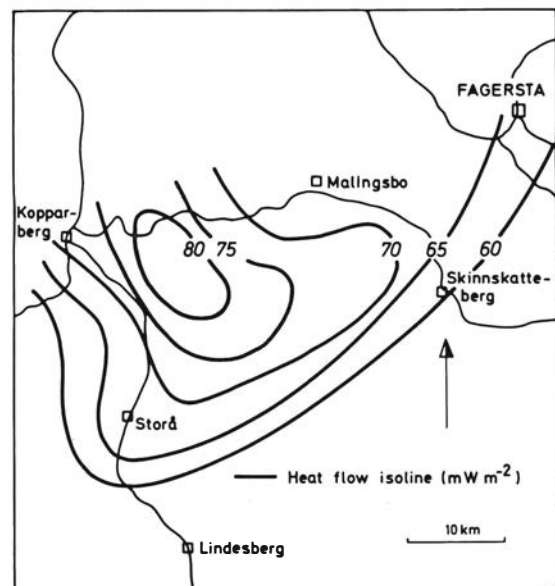 FAGERSTA
Malingsbo
Koppar-
berg
80 75 70 65 60
Skinnskatte-
berg
Storå
Heat flow isoline (mW m⁻²)
10 km
Lindesberg